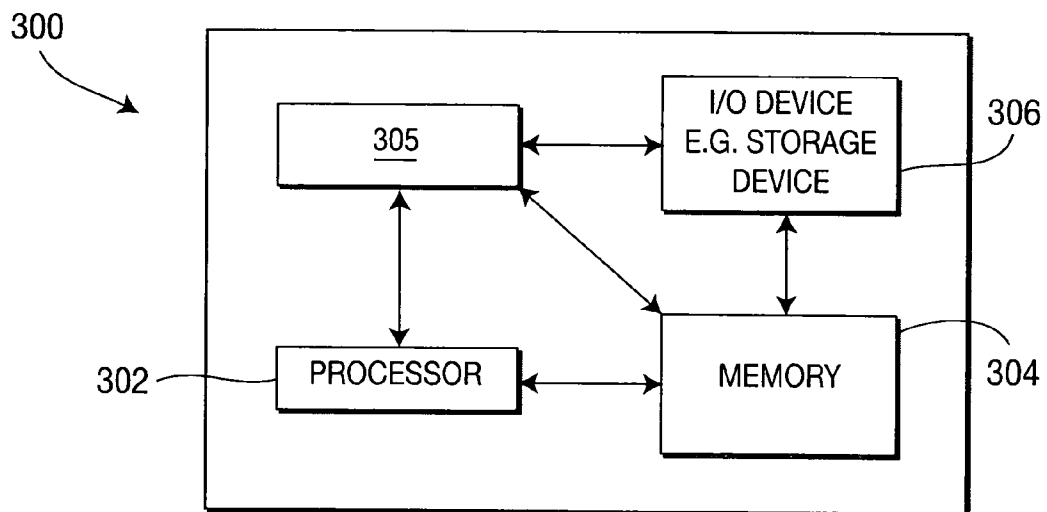 300
305
I/O DEVICE
E.G. STORAGE
DEVICE
306
302
PROCESSOR
MEMORY
304